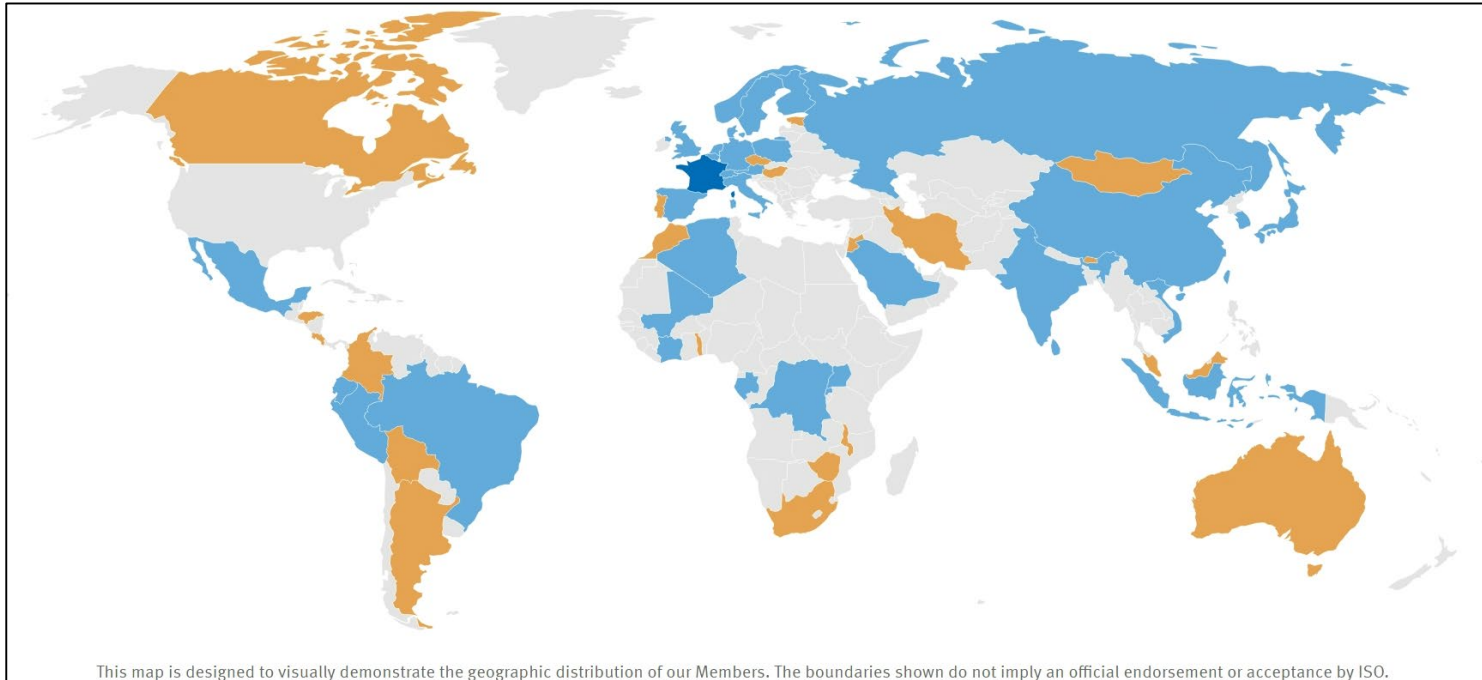 This map is designed to visually demonstrate the geographic distribution of our Members. The boundaries shown do not imply an official endorsement or acceptance by ISO.